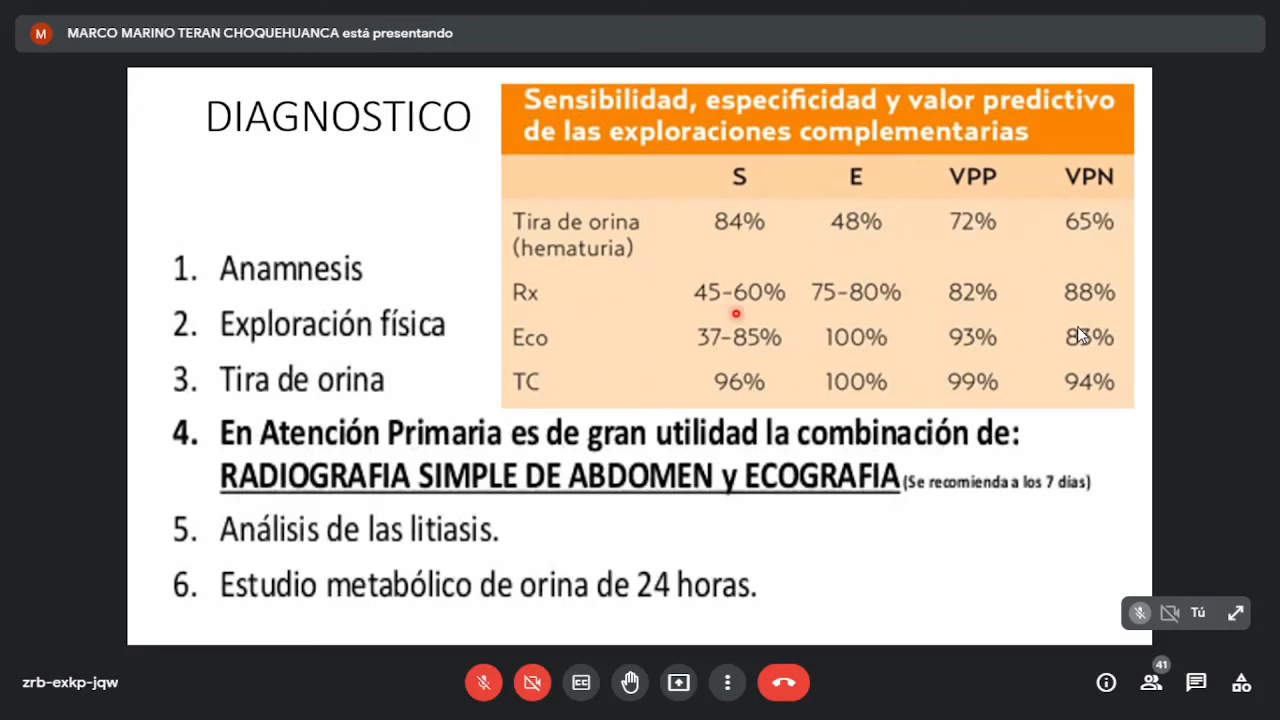 M
MARCO MARINO TERAN CHOQUEHUANCA está presentando
DIAGNOSTICO
Sensibilidad, especificidad y valor predictivo
de las exploraciones complementarias
S E VPP VPN
Tira de orina 84% 48% 72% 65%
(hematuria)
Rx 45-60% 75-80% 82% 88%
Eco 37-85% 100% 93%
TC 96% 100% 99% 94%
1. Anamnesis
2. Exploración física
3. Tira de orina
4. En Atención Primaria es de gran utilidad la combinación de:
RADIOGRAFIA SIMPLE DE ABDOMEN y ECOGRAFIA (Se recomienda a los 7 días)
5. Análisis de las litiasis.
6. Estudio metabólico de orina de 24 horas.
Tú
zrb-exkp-jqw
CC
41